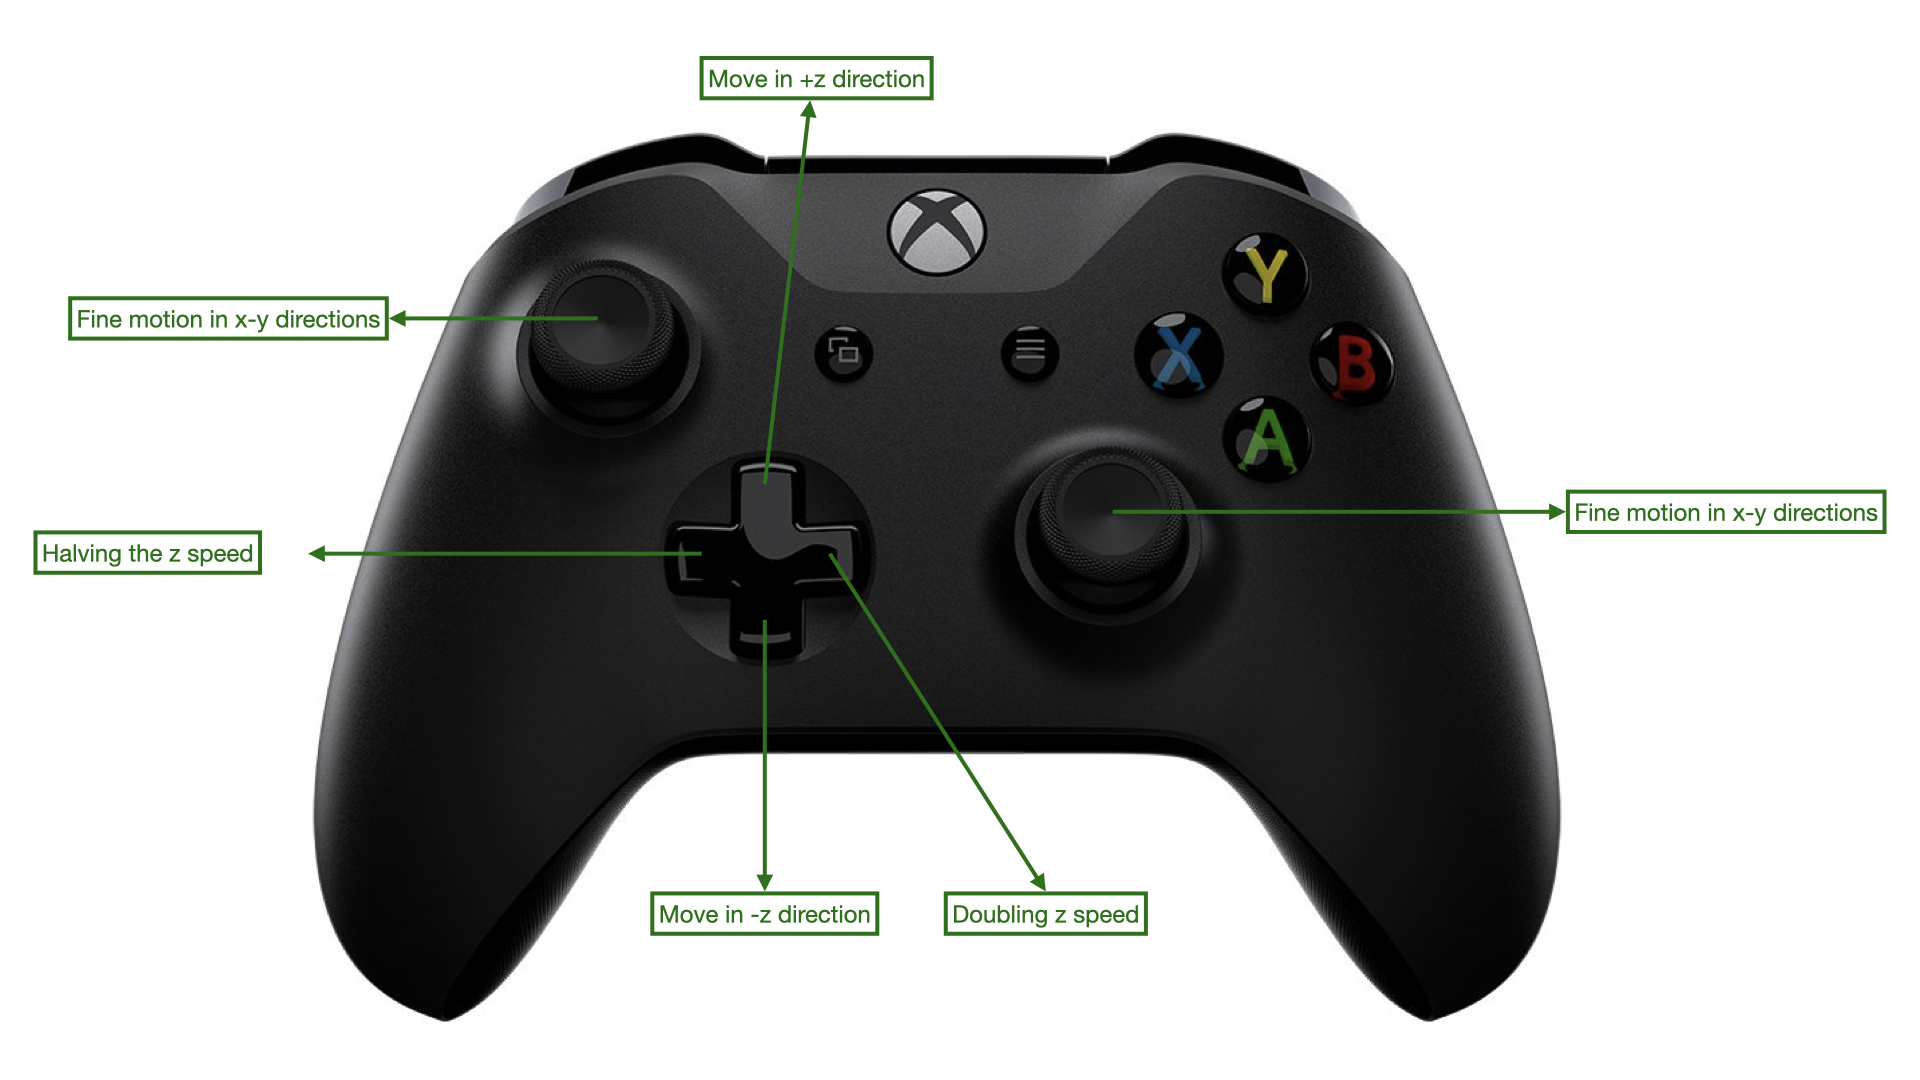 Move in +z direction
Y
Fine motion in x-y directions
X
B
A
Fine motion in x-y directions
Halving the z speed
Move in -z direction
Doubling z speed